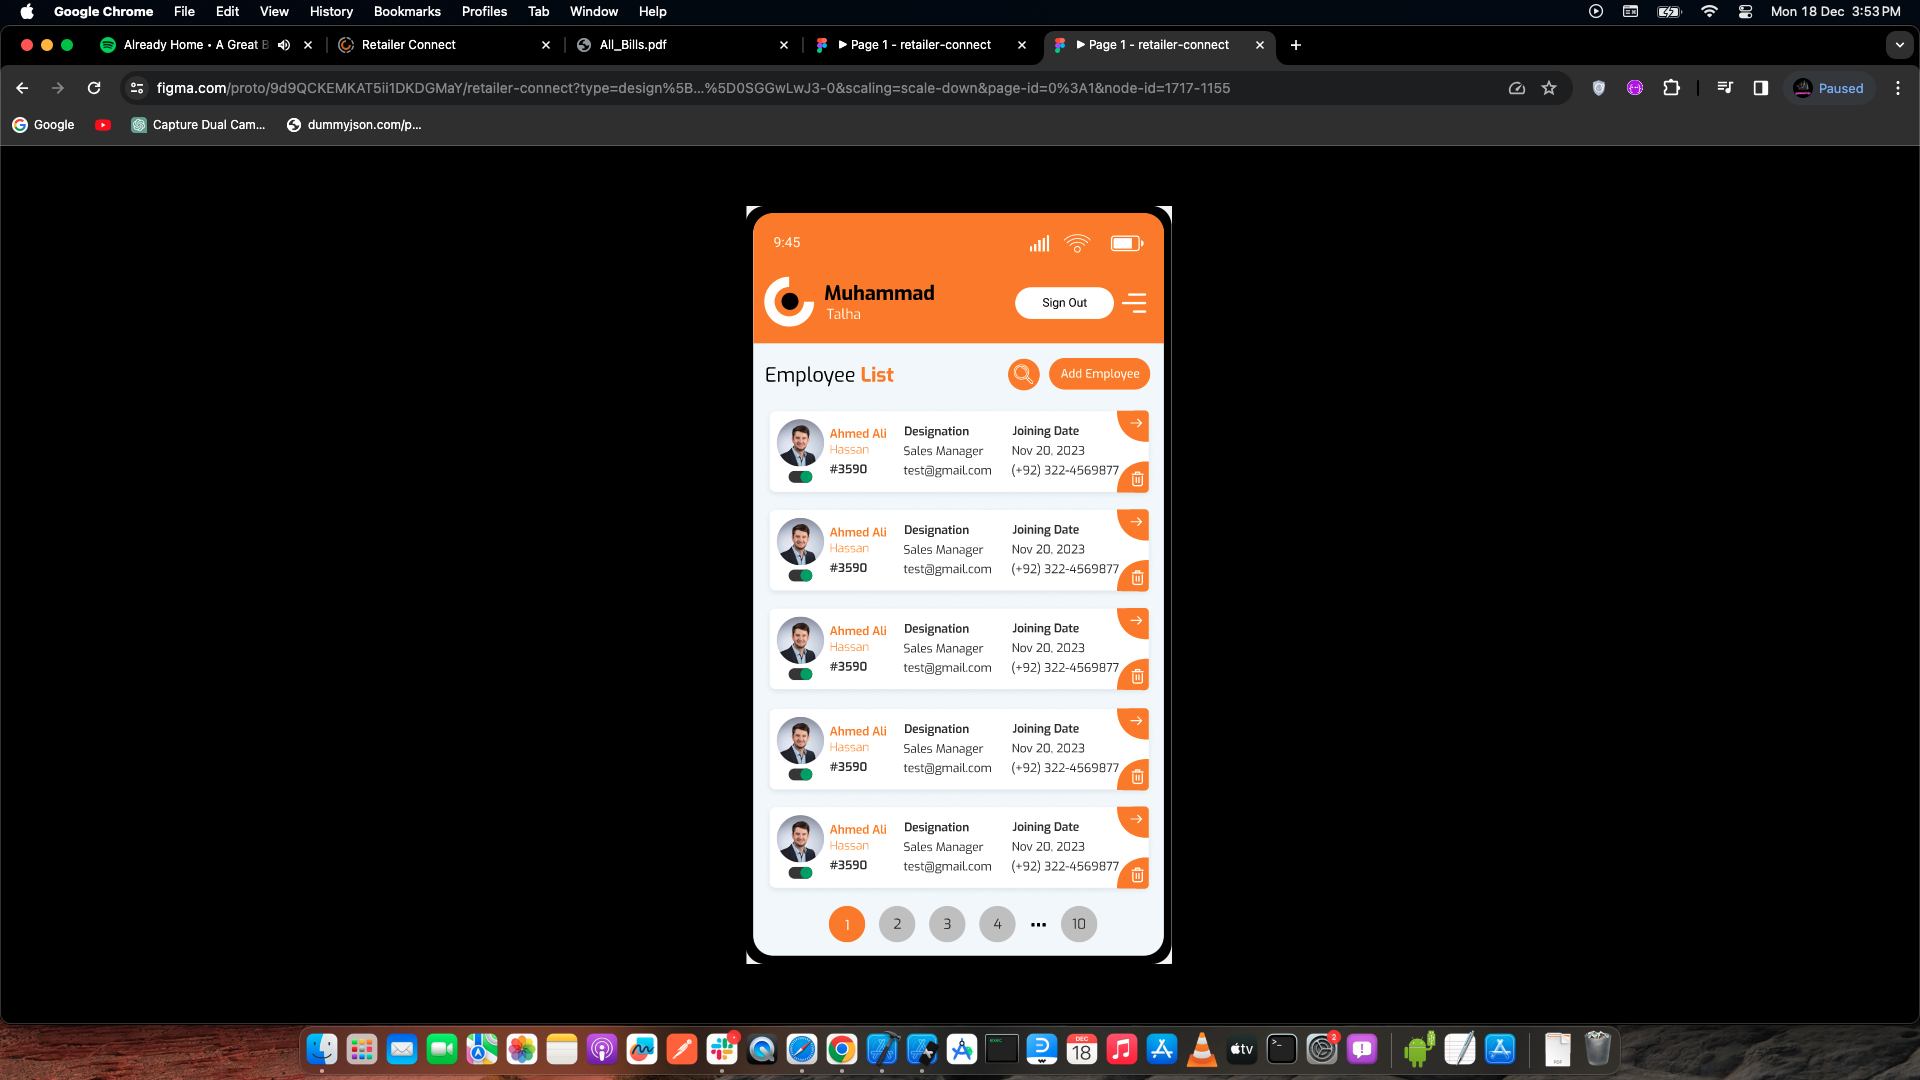 Google Chrome File Edit View History Bookmarks Profiles Tab Window Help Mon 18 Dec 3:53 PM
Already Home • A Great B Retailer Connect All_Bills.pdf Page 1 - retailer-connect Page 1 - retailer-connect
figma.com/proto/9d9QCKEMKAT5ii1DKDGMaY/retailer-connect?type=design%5B...%5D0SGGwLwJ3-0&scaling=scale-down&page-id=0%3A1&node-id=1717-1155 Paused
Google Capture Dual Cam... dummyjson.com/p...
9:45
Muhammad
Talha
Sign Out
Employee List
Add Employee
Ahmed Ali Designation Joining Date
Hassan Sales Manager Nov 20, 2023
#3590 test@gmail.com (+92) 322-4569877
Ahmed Ali Designation Joining Date
Hassan Sales Manager Nov 20, 2023
#3590 test@gmail.com (+92) 322-4569877
Ahmed Ali Designation Joining Date
Hassan Sales Manager Nov 20, 2023
#3590 test@gmail.com (+92) 322-4569877
Ahmed Ali Designation Joining Date
Hassan Sales Manager Nov 20, 2023
#3590 test@gmail.com (+92) 322-4569877
Ahmed Ali Designation Joining Date
Hassan Sales Manager Nov 20, 2023
#3590 test@gmail.com (+92) 322-4569877
1 2 3 4 ... 10
DEC
18
tv
2
PDF